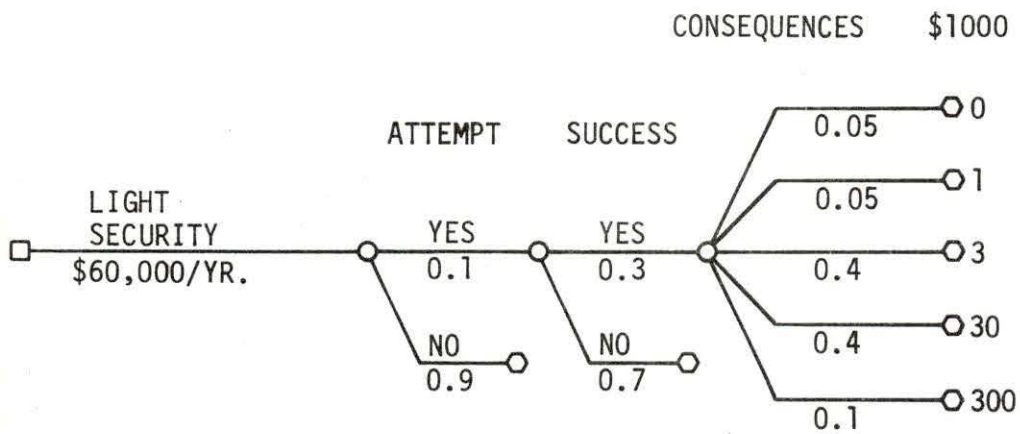 CONSEQUENCES $1000
0
0.05
ATTEMPT SUCCESS
1
0.05
LIGHT
SECURITY
$60,000/YR.
YES
0.1
YES
0.3
3
0.4
30
0.4
NO
0.9
NO
0.7
300
0.1